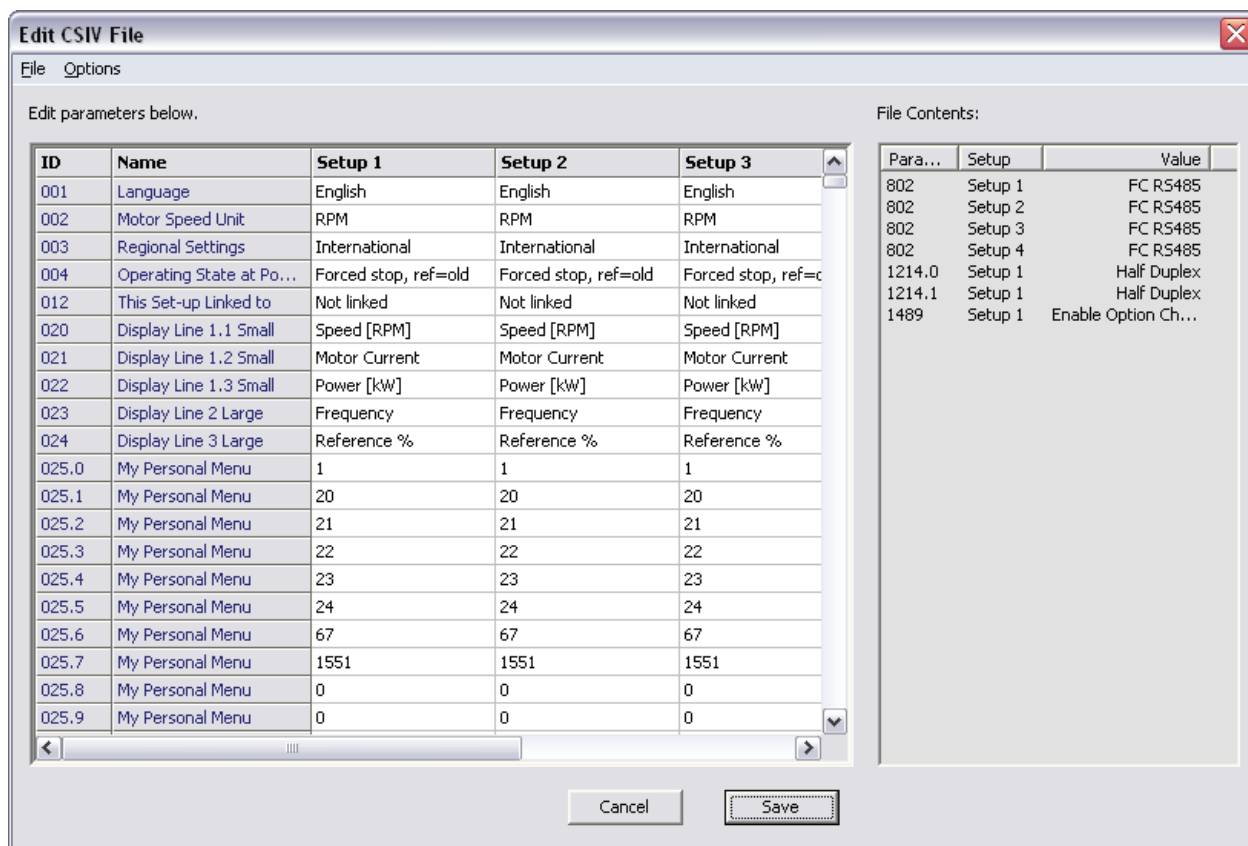 Edit CSIV File
File Options
Edit parameters below.
File Contents:
ID Name Setup 1 Setup 2 Setup 3
001 Language English English English
002 Motor Speed Unit RPM RPM RPM
003 Regional Settings International International International
004 Operating State at Po... Forced stop, ref=old Forced stop, ref=old Forced stop, ref=o
012 This Set-up Linked to Not linked Not linked Not linked
020 Display Line 1.1 Small Speed [RPM] Speed [RPM] Speed [RPM]
021 Display Line 1.2 Small Motor Current Motor Current Motor Current
022 Display Line 1.3 Small Power [kW] Power [kW] Power [kW]
023 Display Line 2 Large Frequency Frequency Frequency
024 Display Line 3 Large Reference % Reference % Reference %
025.0 My Personal Menu 1 1 1
025.1 My Personal Menu 20 20 20
025.2 My Personal Menu 21 21 21
025.3 My Personal Menu 22 22 22
025.4 My Personal Menu 23 23 23
025.5 My Personal Menu 24 24 24
025.6 My Personal Menu 67 67 67
025.7 My Personal Menu 1551 1551 1551
025.8 My Personal Menu 0 0 0
025.9 My Personal Menu 0 0 0
Para... Setup Value
802 Setup 1 FC RS485
802 Setup 2 FC RS485
802 Setup 3 FC RS485
802 Setup 4 FC RS485
1214.0 Setup 1 Half Duplex
1214.1 Setup 1 Half Duplex
1489 Setup 1 Enable Option Ch...
Cancel Save